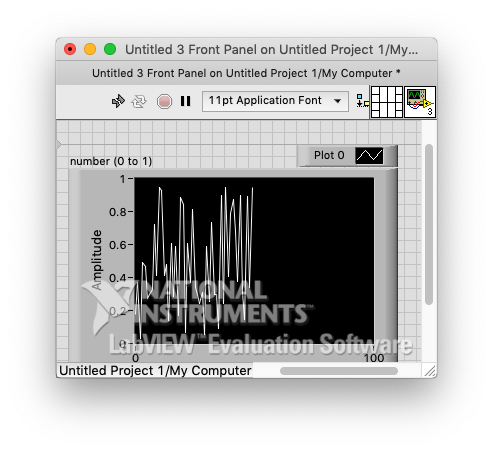 Untitled 3 Front Panel on Untitled Project 1/My...
Untitled 3 Front Panel on Untitled Project 1/My Computer *
11pt Application Font
3
Plot 0
number (0 to 1)
1
0.8
0.6
0.4
0.2
0
Amplitude
0
100
NATIONAL
INSTRUMENTS™
LabVIEW™ Evaluation Software
Untitled Project 1/My Computer